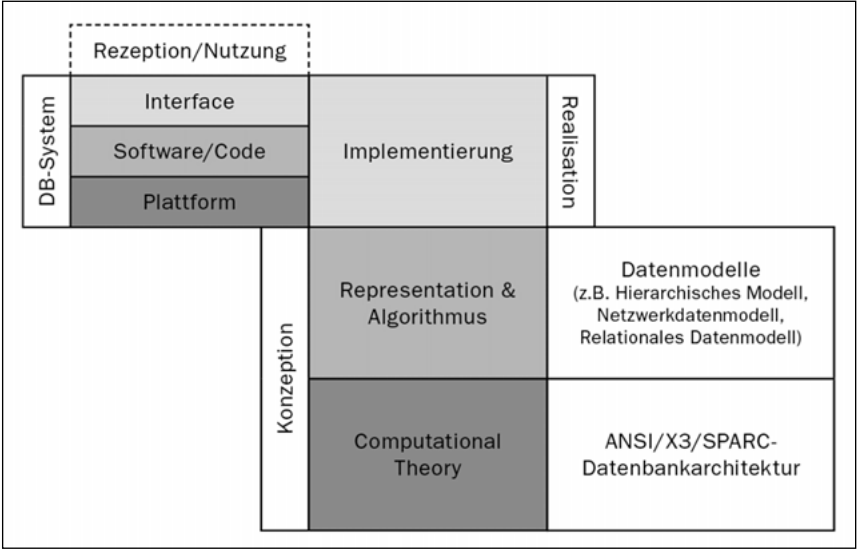 Rezeption/Nutzung
DB-System
Interface
Software/Code
Plattform
Implementierung
Realisation
Konzeption
Representation &
Algorithmus
Datenmodelle
(z.B. Hierarchisches Modell,
Netzwerkdatenmodell,
Relationales Datenmodell)
Computational
Theory
ANSI/X3/SPARC-
Datenbankarchitektur